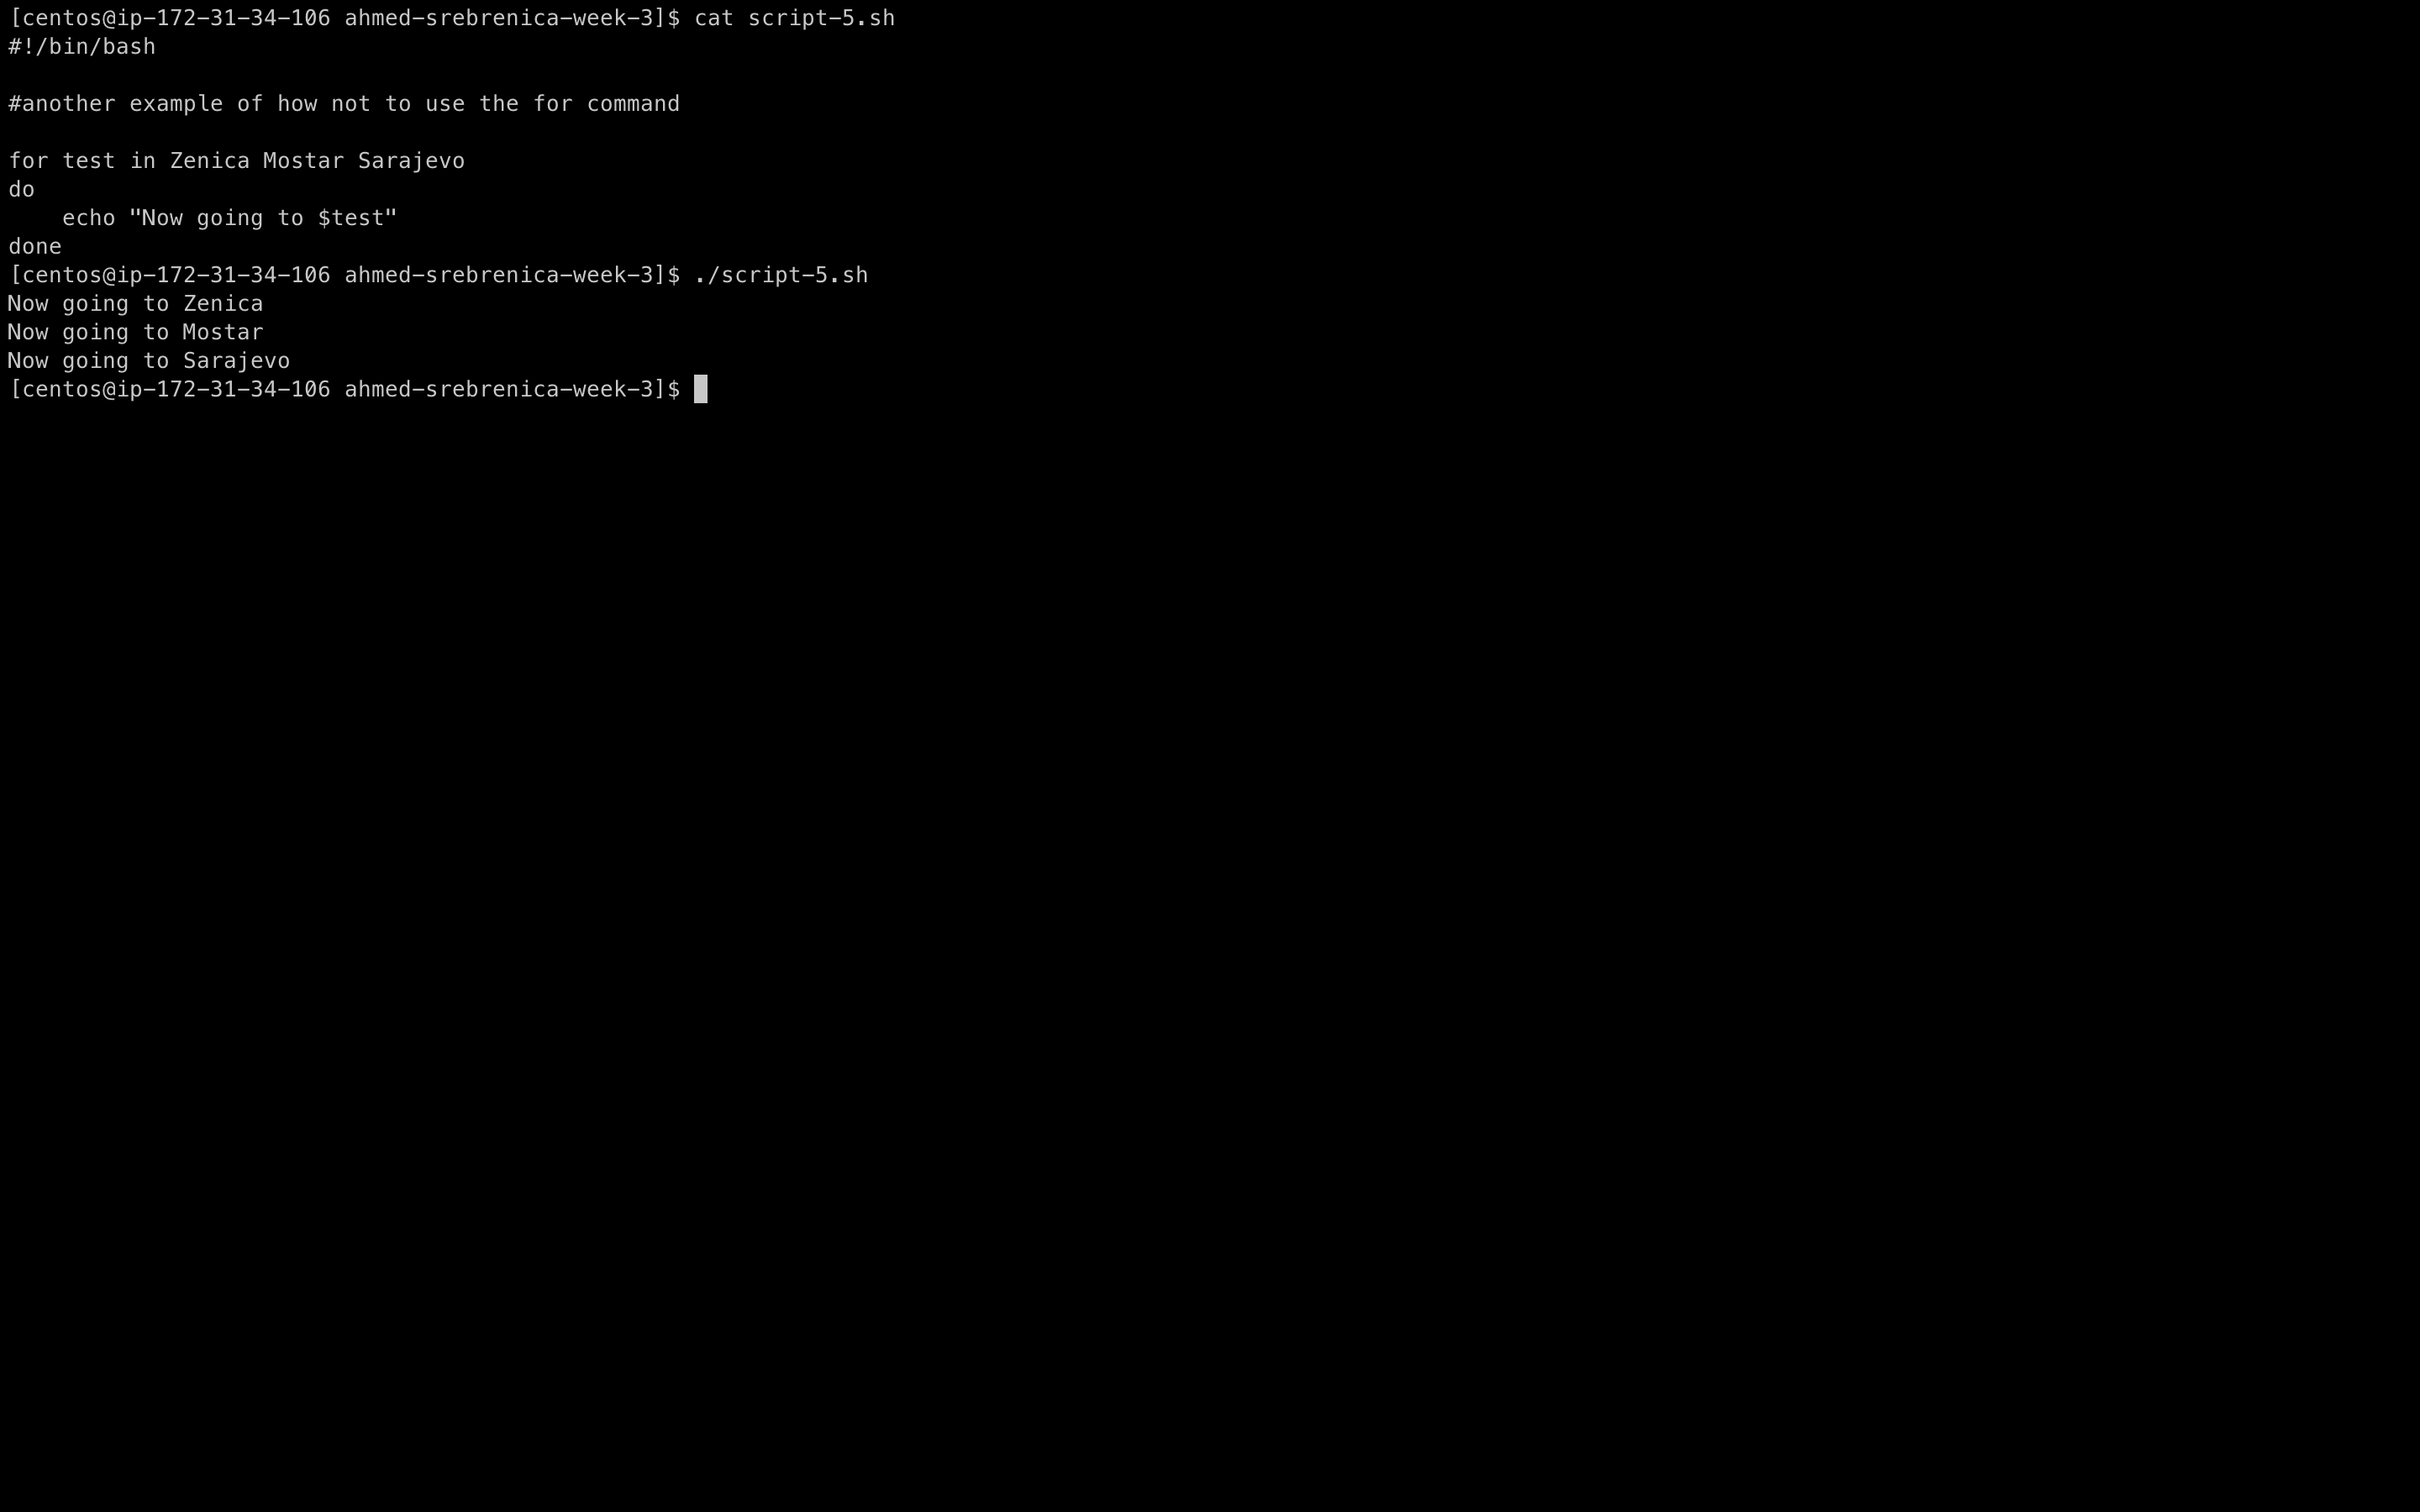 [centos@ip-172-31-34-106 ahmed-srebrenica-week-3]$ cat script-5.sh
#!/bin/bash

#another example of how not to use the for command

for test in Zenica Mostar Sarajevo
do
    echo "Now going to $test"
done
[centos@ip-172-31-34-106 ahmed-srebrenica-week-3]$ ./script-5.sh
Now going to Zenica
Now going to Mostar
Now going to Sarajevo
[centos@ip-172-31-34-106 ahmed-srebrenica-week-3]$